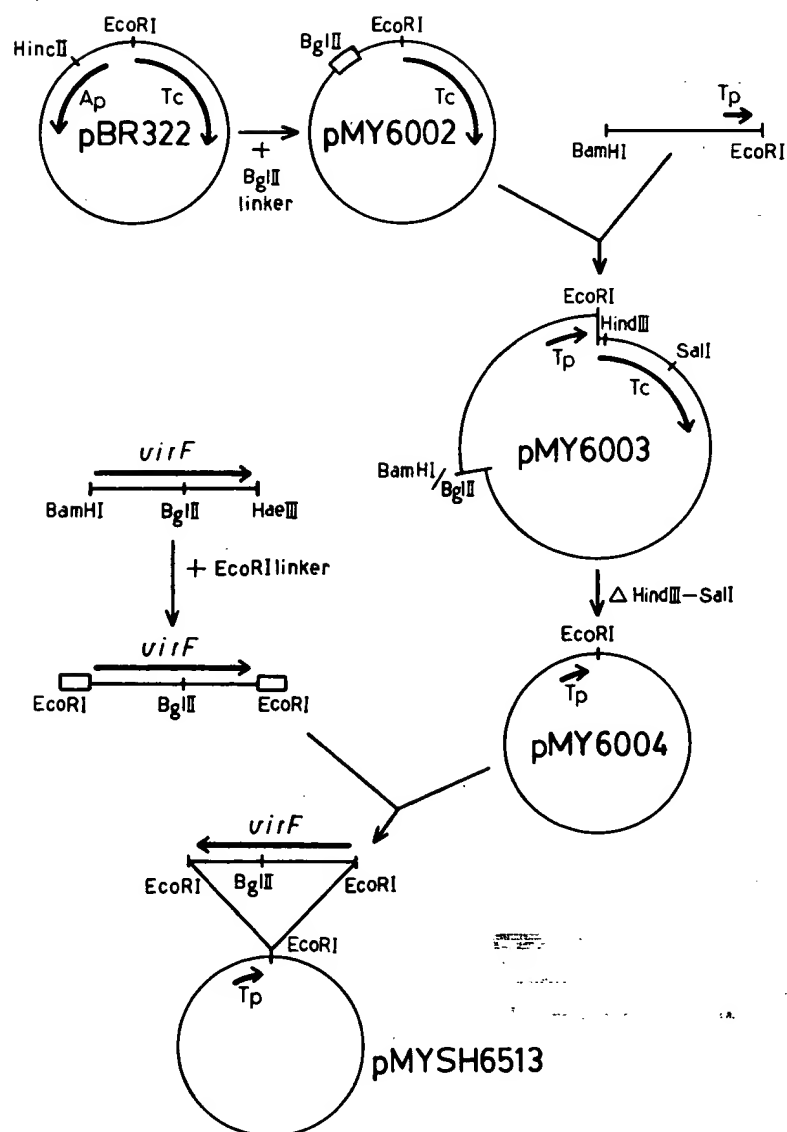 EcoRI
HincII
Ap
Tc
pBR322
+
BglII
linker
BglII
EcoRI
Tc
pMY6002
Tp
BamHI
EcoRI
EcoRI
HindIII
Tp
SalI
Tc
pMY6003
BamHI
/BglII
virF
BamHI
BglII
HaeIII
+ EcoRI linker
virF
EcoRI
BglII
EcoRI
Δ HindIII–SalI
EcoRI
Tp
pMY6004
virF
EcoRI
BglII
EcoRI
EcoRI
Tp
pMYSH6513